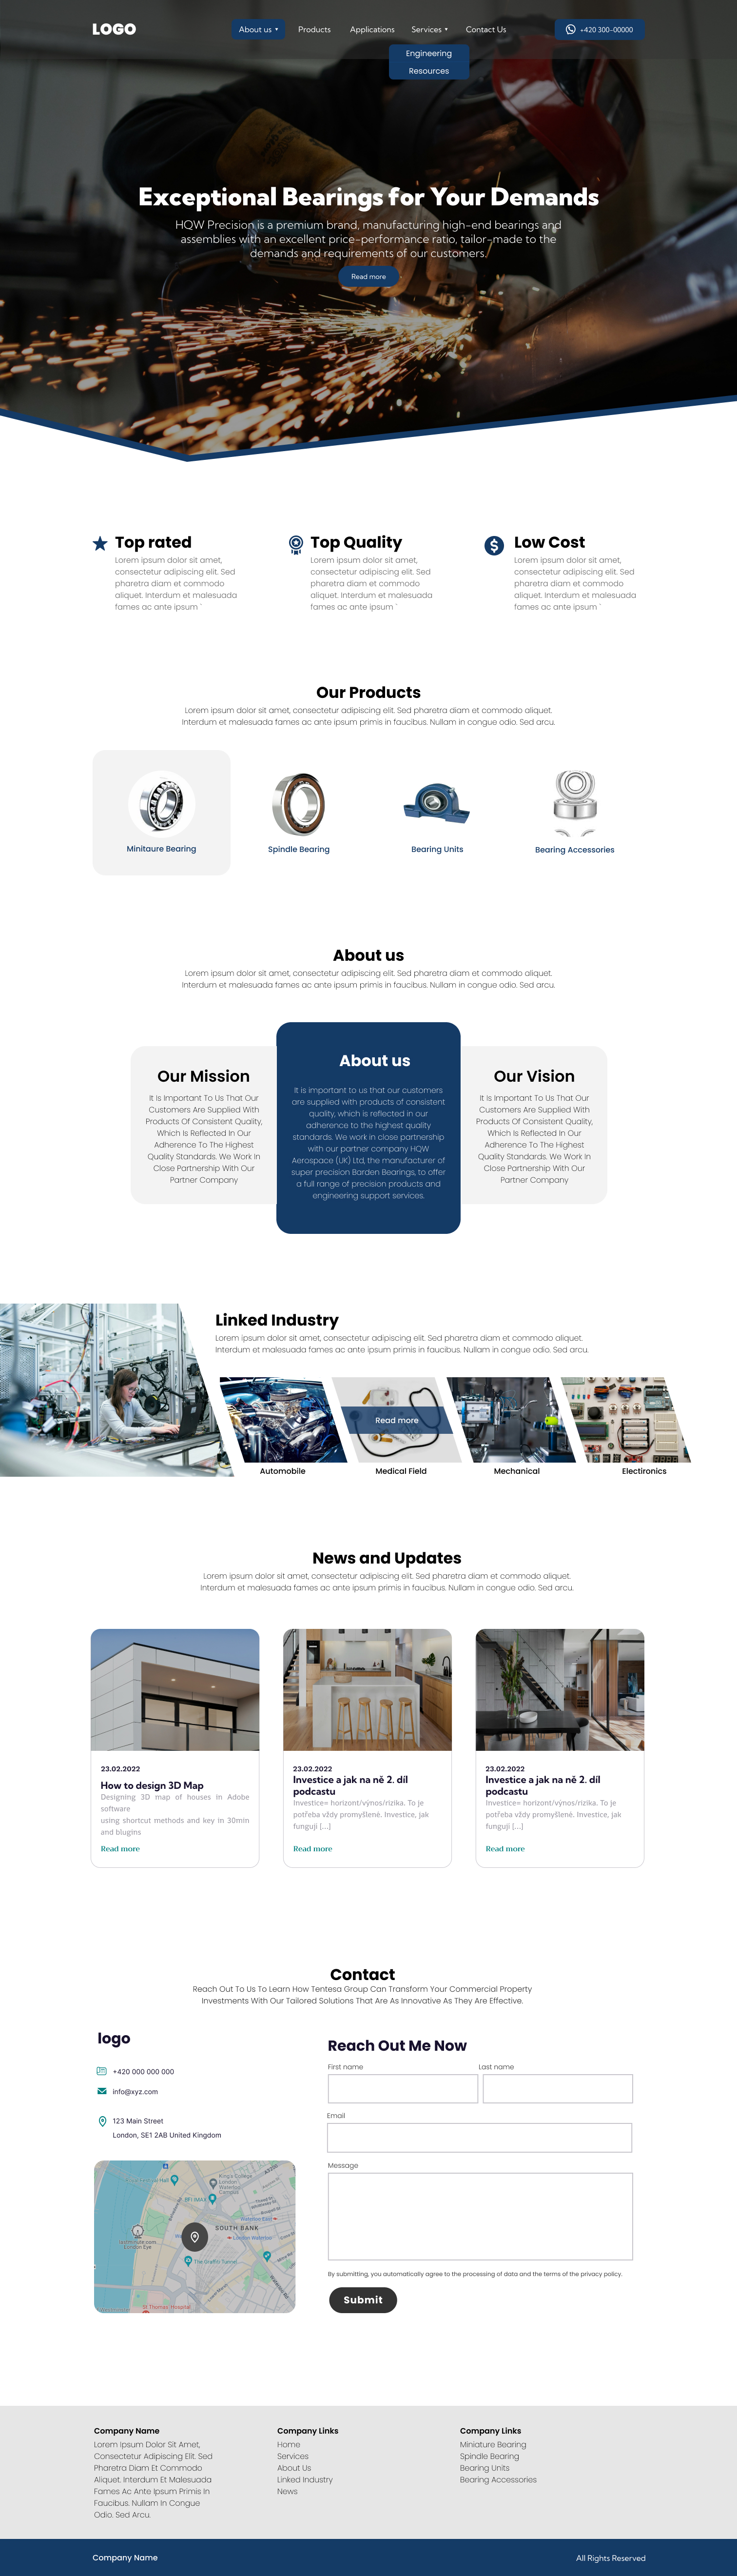 LOGO
About us ▾
Products
Applications
Services ▾
Contact Us
+420 300-00000
Engineering
Resources
Exceptional Bearings for Your Demands
HQW Precision is a premium brand, manufacturing high-end bearings and
assemblies with an excellent price-performance ratio, tailor-made to the
demands and requirements of our customers.
Read more
Top rated
Lorem ipsum dolor sit amet,
consectetur adipiscing elit. Sed
pharetra diam et commodo
aliquet. Interdum et malesuada
fames ac ante ipsum `
Top Quality
Lorem ipsum dolor sit amet,
consectetur adipiscing elit. Sed
pharetra diam et commodo
aliquet. Interdum et malesuada
fames ac ante ipsum `
Low Cost
Lorem ipsum dolor sit amet,
consectetur adipiscing elit. Sed
pharetra diam et commodo
aliquet. Interdum et malesuada
fames ac ante ipsum `
Our Products
Lorem ipsum dolor sit amet, consectetur adipiscing elit. Sed pharetra diam et commodo aliquet.
Interdum et malesuada fames ac ante ipsum primis in faucibus. Nullam in congue odio. Sed arcu.
Minitaure Bearing
Spindle Bearing
Bearing Units
Bearing Accessories
About us
Lorem ipsum dolor sit amet, consectetur adipiscing elit. Sed pharetra diam et commodo aliquet.
Interdum et malesuada fames ac ante ipsum primis in faucibus. Nullam in congue odio. Sed arcu.
Our Mission
It Is Important To Us That Our
Customers Are Supplied With
Products Of Consistent Quality,
Which Is Reflected In Our
Adherence To The Highest
Quality Standards. We Work In
Close Partnership With Our
Partner Company
About us
It is important to us that our customers
are supplied with products of consistent
quality, which is reflected in our
adherence to the highest quality
standards. We work in close partnership
with our partner company HQW
Aerospace (UK) Ltd, the manufacturer of
super precision Barden Bearings, to offer
a full range of precision products and
engineering support services.
Our Vision
It Is Important To Us That Our
Customers Are Supplied With
Products Of Consistent Quality,
Which Is Reflected In Our
Adherence To The Highest
Quality Standards. We Work In
Close Partnership With Our
Partner Company
Linked Industry
Lorem ipsum dolor sit amet, consectetur adipiscing elit. Sed pharetra diam et commodo aliquet.
Interdum et malesuada fames ac ante ipsum primis in faucibus. Nullam in congue odio. Sed arcu.
Read more
Automobile
Medical Field
Mechanical
Electironics
News and Updates
Lorem ipsum dolor sit amet, consectetur adipiscing elit. Sed pharetra diam et commodo aliquet.
Interdum et malesuada fames ac ante ipsum primis in faucibus. Nullam in congue odio. Sed arcu.
23.02.2022
How to design 3D Map
Designing 3D map of houses in Adobe
software
using shortcut methods and key in 30min
and blugins
Read more
23.02.2022
Investice a jak na ně 2. díl
podcastu
Investice= horizont/výnos/rizika. To je
potřeba vždy promyšlené. Investice, jak
fungují [...]
Read more
23.02.2022
Investice a jak na ně 2. díl
podcastu
Investice= horizont/výnos/rizika. To je
potřeba vždy promyšlené. Investice, jak
fungují [...]
Read more
Contact
Reach Out To Us To Learn How Tentesa Group Can Transform Your Commercial Property
Investments With Our Tailored Solutions That Are As Innovative As They Are Effective.
logo
+420 000 000 000
info@xyz.com
123 Main Street
London, SE1 2AB United Kingdom
Royal Festival Hall
King's College
London -
Waterloo
Campus
BFI IMAX
SOUTH BANK
Waterloo East
London Waterloo
lastminute.com
London Eye
The Graffiti Tunnel
St Thomas' Hospital
Reach Out Me Now
First name
Last name
Email
Message
By submitting, you automatically agree to the processing of data and the terms of the privacy policy.
Submit
Company Name
Lorem Ipsum Dolor Sit Amet,
Consectetur Adipiscing Elit. Sed
Pharetra Diam Et Commodo
Aliquet. Interdum Et Malesuada
Fames Ac Ante Ipsum Primis In
Faucibus. Nullam In Congue
Odio. Sed Arcu.
Company Links
Home
Services
About Us
Linked Industry
News
Company Links
Miniature Bearing
Spindle Bearing
Bearing Units
Bearing Accessories
Company Name
All Rights Reserved